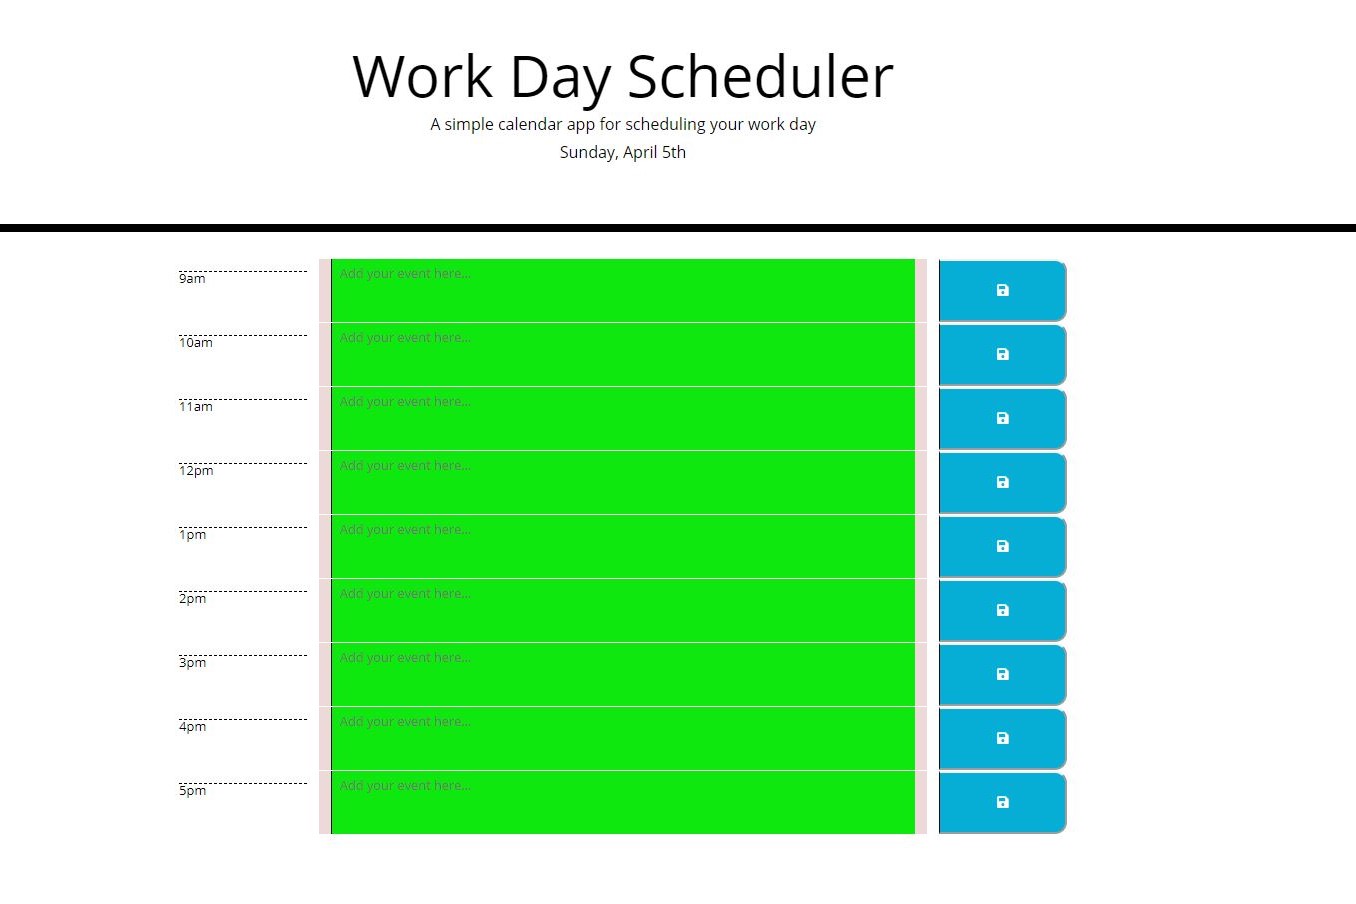 Work Day Scheduler
A simple calendar app for scheduling your work day
Sunday, April 5th
9am
Add your event here...
10am
Add your event here...
11am
Add your event here...
12pm
Add your event here...
1pm
Add your event here...
2pm
Add your event here...
3pm
Add your event here...
4pm
Add your event here...
5pm
Add your event here...